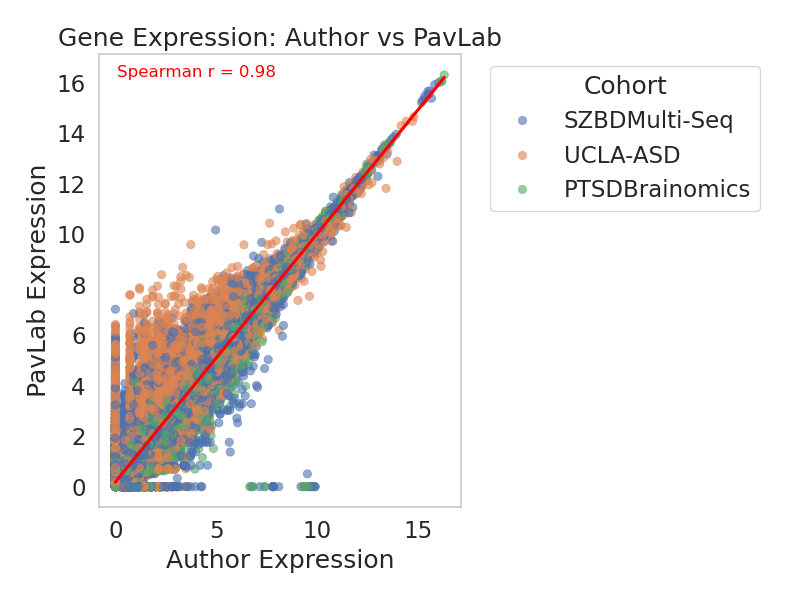 Gene Expression: Author vs PavLab
Spearman r = 0.98
Cohort
SZBDMulti-Seq
UCLA-ASD
PTSDBrainomics
PavLab Expression
16
14
12
10
8
6
4
2
0
0 5 10 15
Author Expression